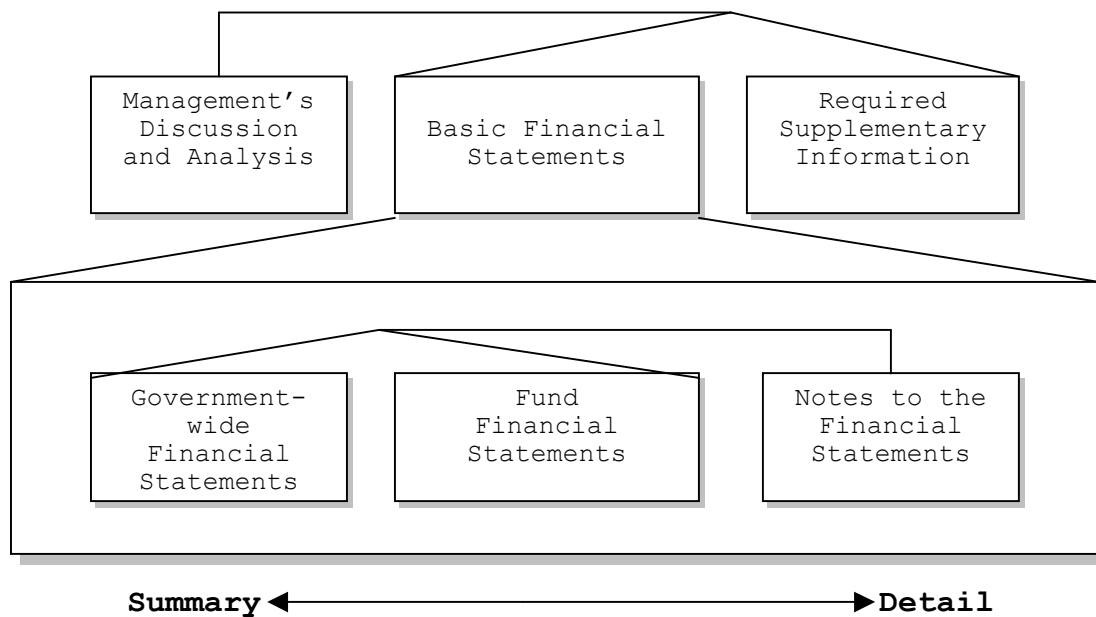 Management’s
Discussion
and Analysis
Basic Financial
Statements
Required
Supplementary
Information
Government-
wide
Financial
Statements
Fund
Financial
Statements
Notes to the
Financial
Statements
Summary
Detail